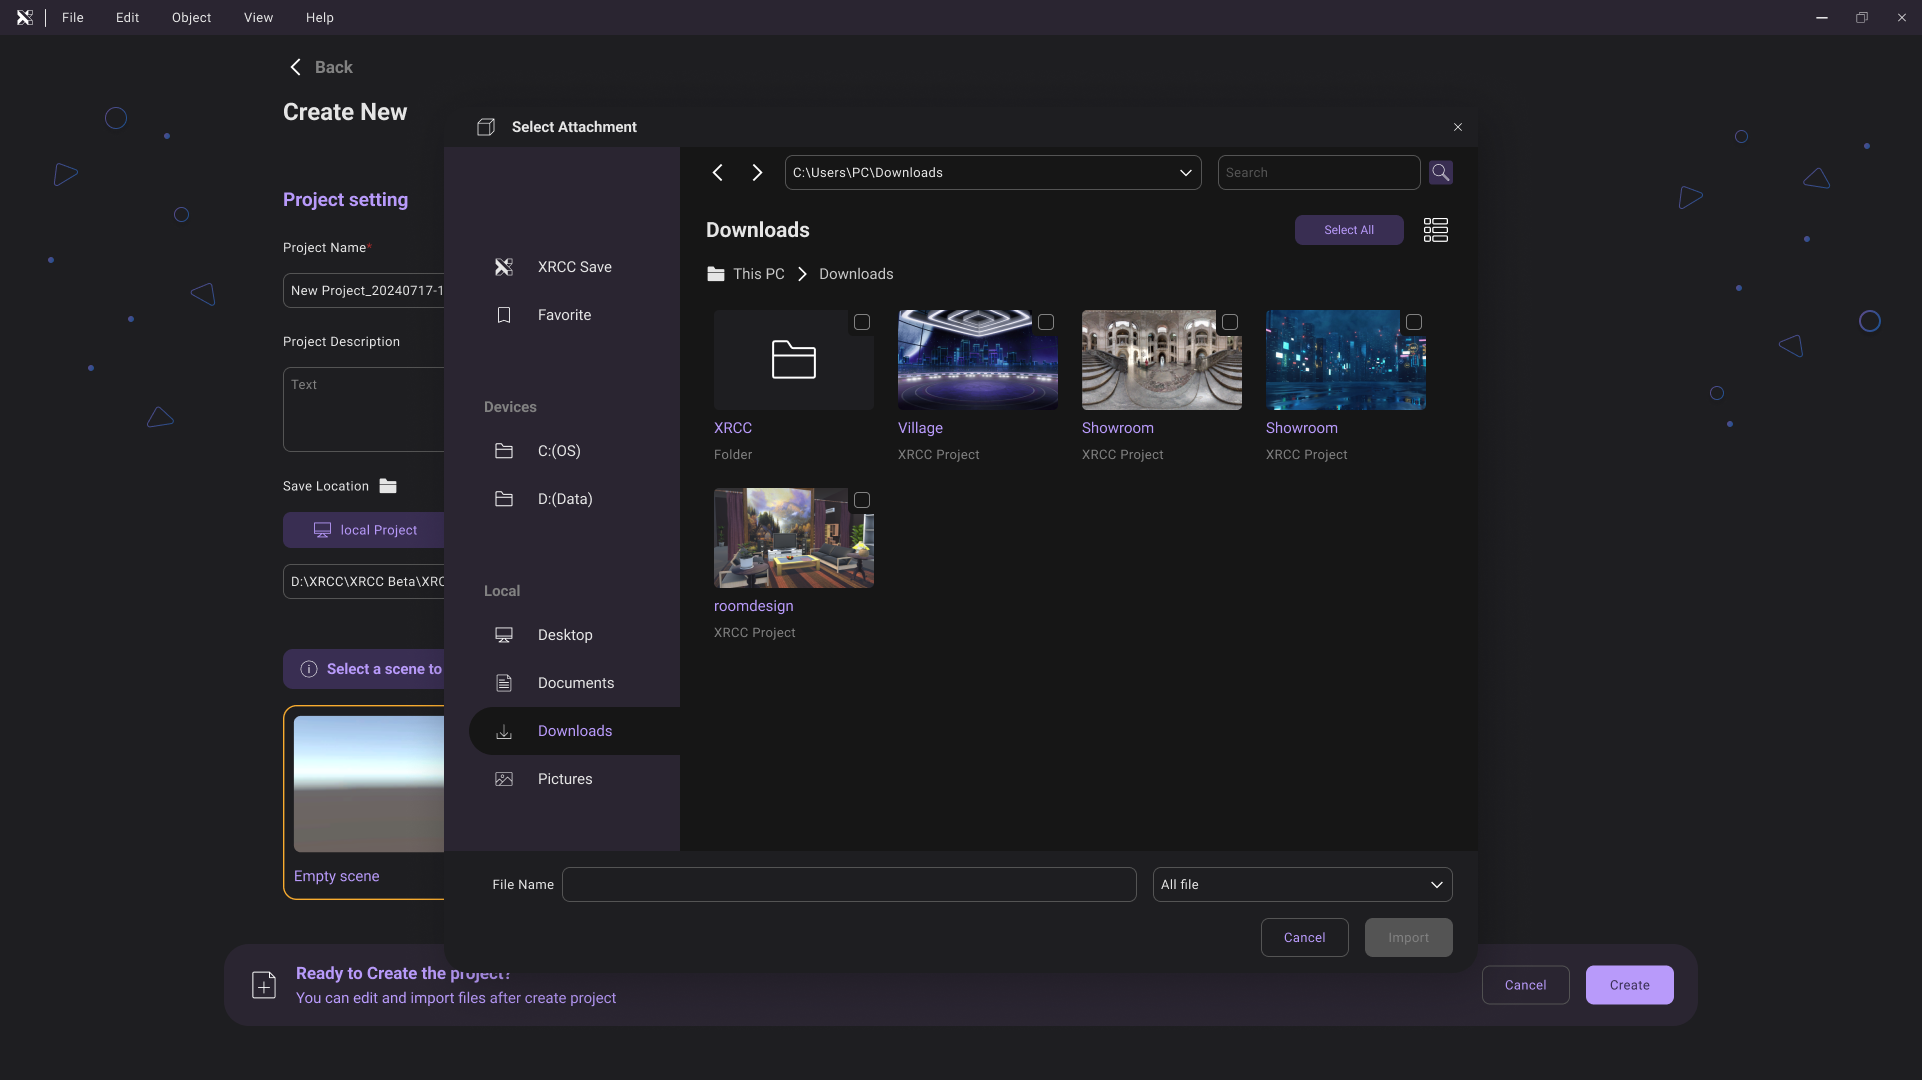 File Edit Object View Help
Back
Create New
Project setting
Project Name*
New Project_20240717-1
Project Description
Text
Save Location
local Project
D:\XRCC\XRCC Beta\XRC
Select a scene to
Empty scene
Select Attachment
XRCC Save
Favorite
Devices
C:(OS)
D:(Data)
Local
Desktop
Documents
Downloads
Pictures
C:\Users\PC\Downloads
Search
Downloads
Select All
This PC Downloads
XRCC
Folder
Village
XRCC Project
Showroom
XRCC Project
Showroom
XRCC Project
roomdesign
XRCC Project
File Name
All file
Cancel
Import
Ready to Create the project?
You can edit and import files after create project
Cancel
Create